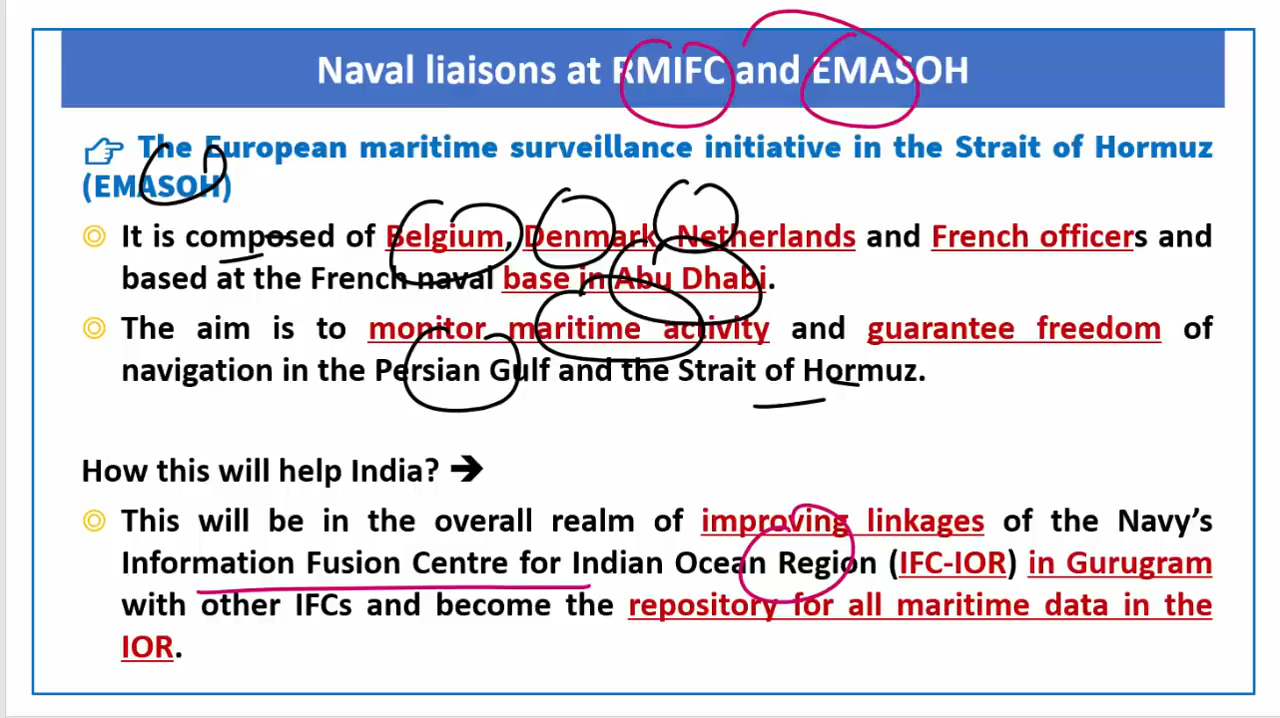 Naval liaisons at RMIFC and EMASOH
The European maritime surveillance initiative in the Strait of Hormuz
(EMASOH)
It is composed of Belgium, Denmark, Netherlands and French officers and
based at the French naval base in Abu Dhabi.
The aim is to monitor maritime activity and guarantee freedom of
navigation in the Persian Gulf and the Strait of Hormuz.
How this will help India? →
This will be in the overall realm of improving linkages of the Navy's
Information Fusion Centre for Indian Ocean Region (IFC-IOR) in Gurugram
with other IFCs and become the repository for all maritime data in the
IOR.